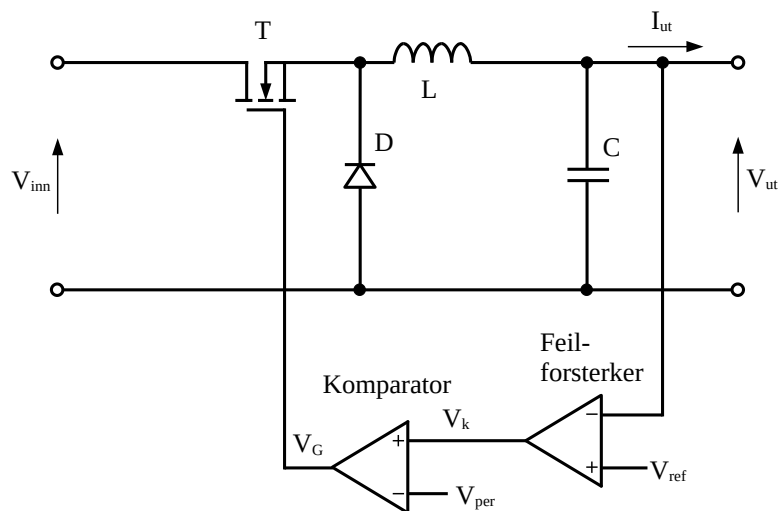 T
I_ut
L
D
C
V_inn
V_ut
Feil-
forsterker
Komparator
V_k
−
+
V_G
+
V_ref
−
V_per